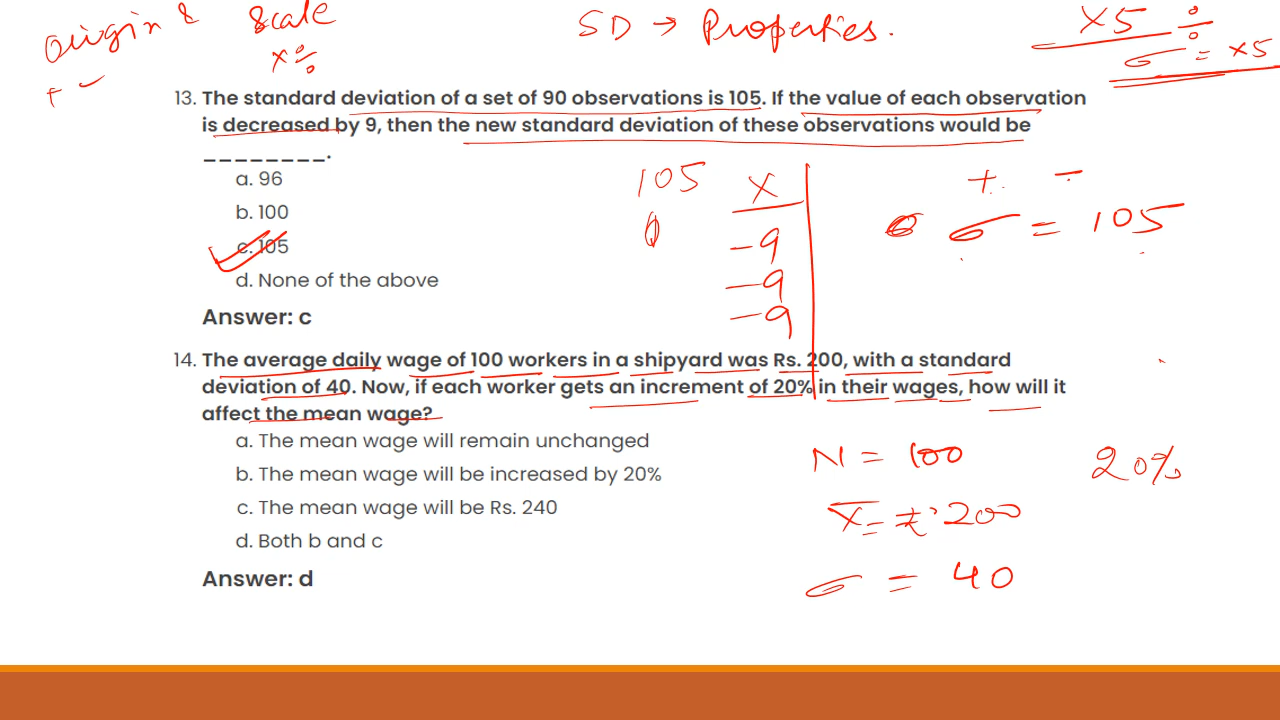 Origin & Scale SD → Properties. × 5 ÷
+ - × ÷ σ = × 5
13. The standard deviation of a set of 90 observations is 105. If the value of each observation
is decreased by 9, then the new standard deviation of these observations would be
________.
a. 96
b. 100
c. 105
d. None of the above
Answer: c
105 X + -
-9 σ = 105
-9
-9
14. The average daily wage of 100 workers in a shipyard was Rs. 200, with a standard
deviation of 40. Now, if each worker gets an increment of 20% in their wages, how will it
affect the mean wage?
a. The mean wage will remain unchanged
b. The mean wage will be increased by 20%
c. The mean wage will be Rs. 240
d. Both b and c
Answer: d
N = 100 20%
X̄ = ₹ 200
σ = 40